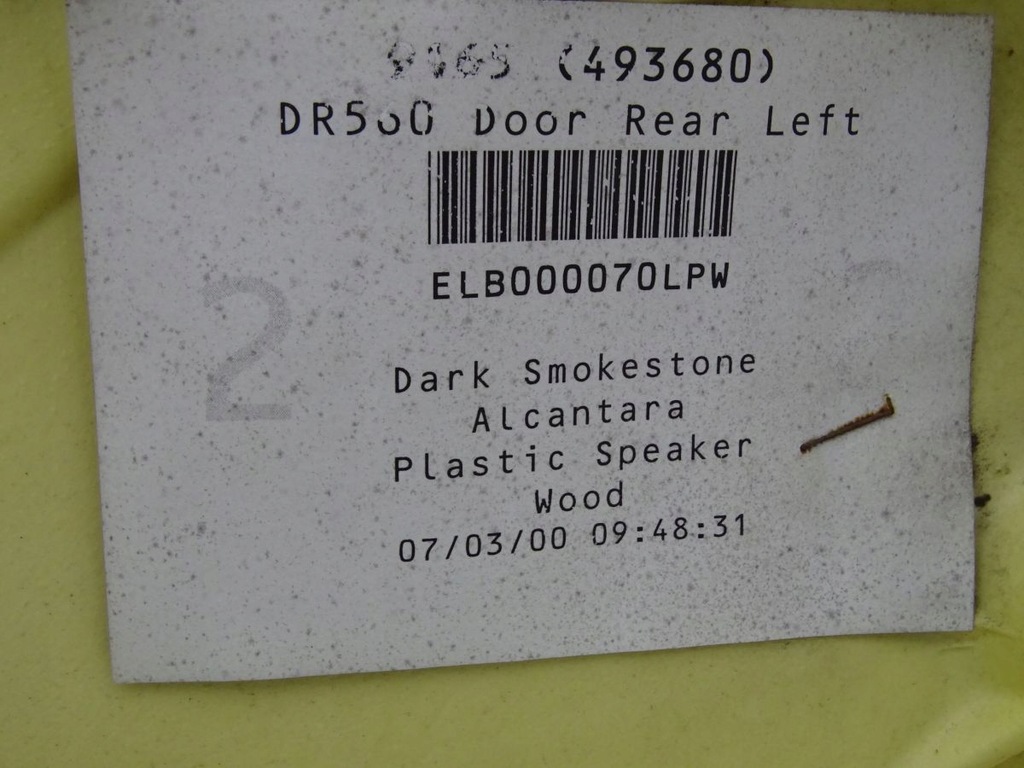 (493680)
Door Rear Left
ELB000070LPW
2
Dark Smokestone
Alcantara
Plastic Speaker
Wood
07/03/00 09:48:31